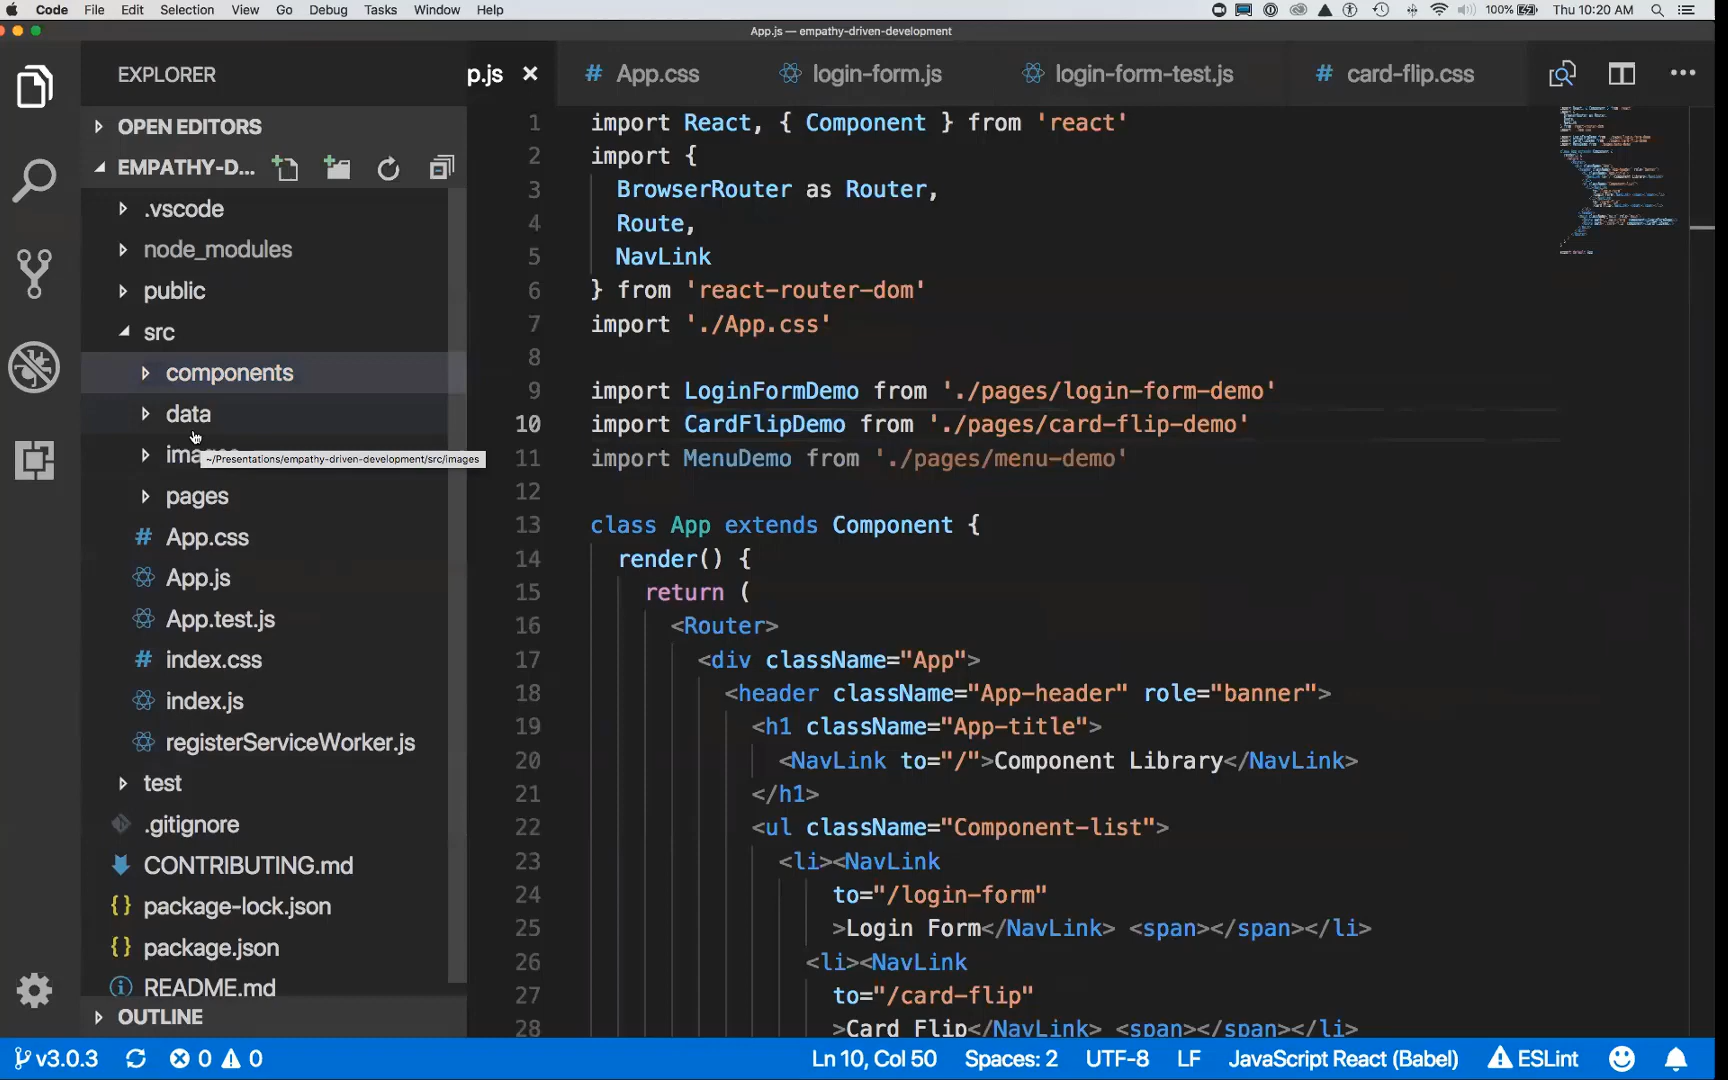 Code File Edit Selection View Go Debug Tasks Window Help 100% Thu 10:20 AM
App.js — empathy-driven-development
EXPLORER
OPEN EDITORS
EMPATHY-D...
.vscode
node_modules
public
src
components
data
~/Presentations/empathy-driven-development/src/images
pages
App.css
App.js
App.test.js
index.css
index.js
registerServiceWorker.js
test
.gitignore
CONTRIBUTING.md
package-lock.json
package.json
README.md
OUTLINE
p.js App.css login-form.js login-form-test.js card-flip.css
1 import React, { Component } from 'react'
2 import {
3 BrowserRouter as Router,
4 Route,
5 NavLink
6 } from 'react-router-dom'
7 import './App.css'
8
9 import LoginFormDemo from './pages/login-form-demo'
10 import CardFlipDemo from './pages/card-flip-demo'
11 import MenuDemo from './pages/menu-demo'
12
13 class App extends Component {
14 render() {
15 return (
16 <Router>
17 <div className="App">
18 <header className="App-header" role="banner">
19 <h1 className="App-title">
20 <NavLink to="/">Component Library</NavLink>
21 </h1>
22 <ul className="Component-list">
23 <li><NavLink
24 to="/login-form"
25 >Login Form</NavLink> <span></span></li>
26 <li><NavLink
27 to="/card-flip"
28 >Card Flip</NavLink> <span></span></li>
v3.0.3 0 0 Ln 10, Col 50 Spaces: 2 UTF-8 LF JavaScript React (Babel) ESLint